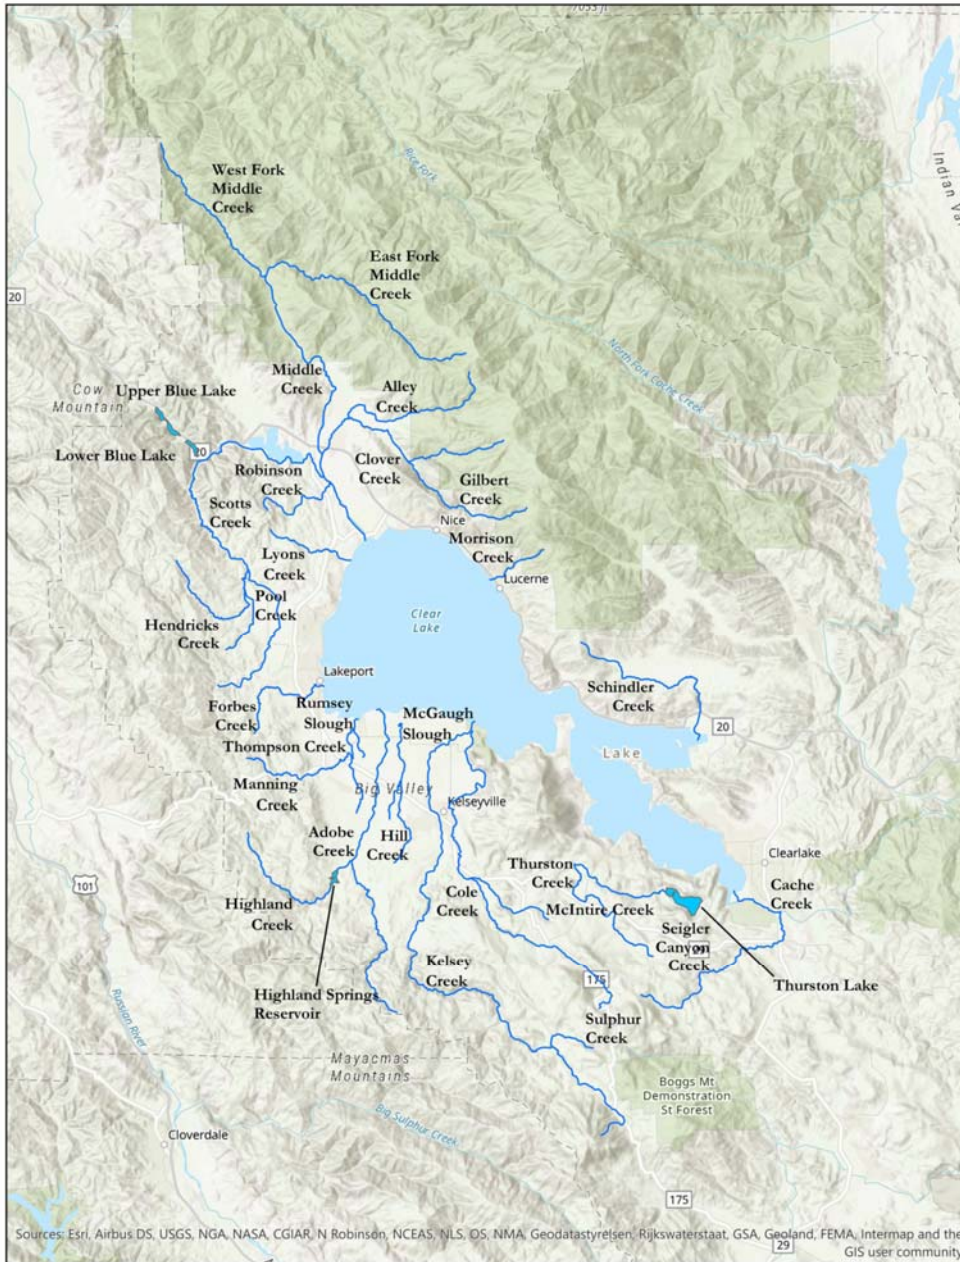 7055 ft
Indian Va
West Fork
Middle
Creek
Rice Fork
East Fork
Middle
Creek
20
North Fork Cache Creek
Middle
Creek
Cow
Mountain
Upper Blue Lake
Alley
Creek
Lower Blue Lake
20
Robinson
Creek
Clover
Creek
Scotts
Creek
Gilbert
Creek
Nice
Morrison
Creek
Lyons
Creek
Lucerne
Pool
Creek
Clear
Lake
Hendricks
Creek
Lakeport
Schindler
Creek
Forbes
Creek
Rumsey
Slough
McGaugh
Slough
20
Thompson Creek
Lake
Manning
Creek
Big Valley
Kelseyville
Adobe
Creek
Hill
Creek
Thurston
Creek
Clearlake
101
Highland
Creek
Cole
Creek
McIntire Creek
Cache
Creek
Seigler
Canyon
Creek
Kelsey
Creek
175
Thurston Lake
Highland Springs
Reservoir
Russian River
Sulphur
Creek
Mayacmas
Mountains
Boggs Mt
Demonstration
St Forest
Big Sulphur Creek
Cloverdale
175
29
Sources: Esri, Airbus DS, USGS, NGA, NASA, CGIAR, N Robinson, NCEAS, NLS, OS, NMA, Geodatastyrelsen, Rijkswaterstaat, GSA, Geoland, FEMA, Intermap and the
GIS user community